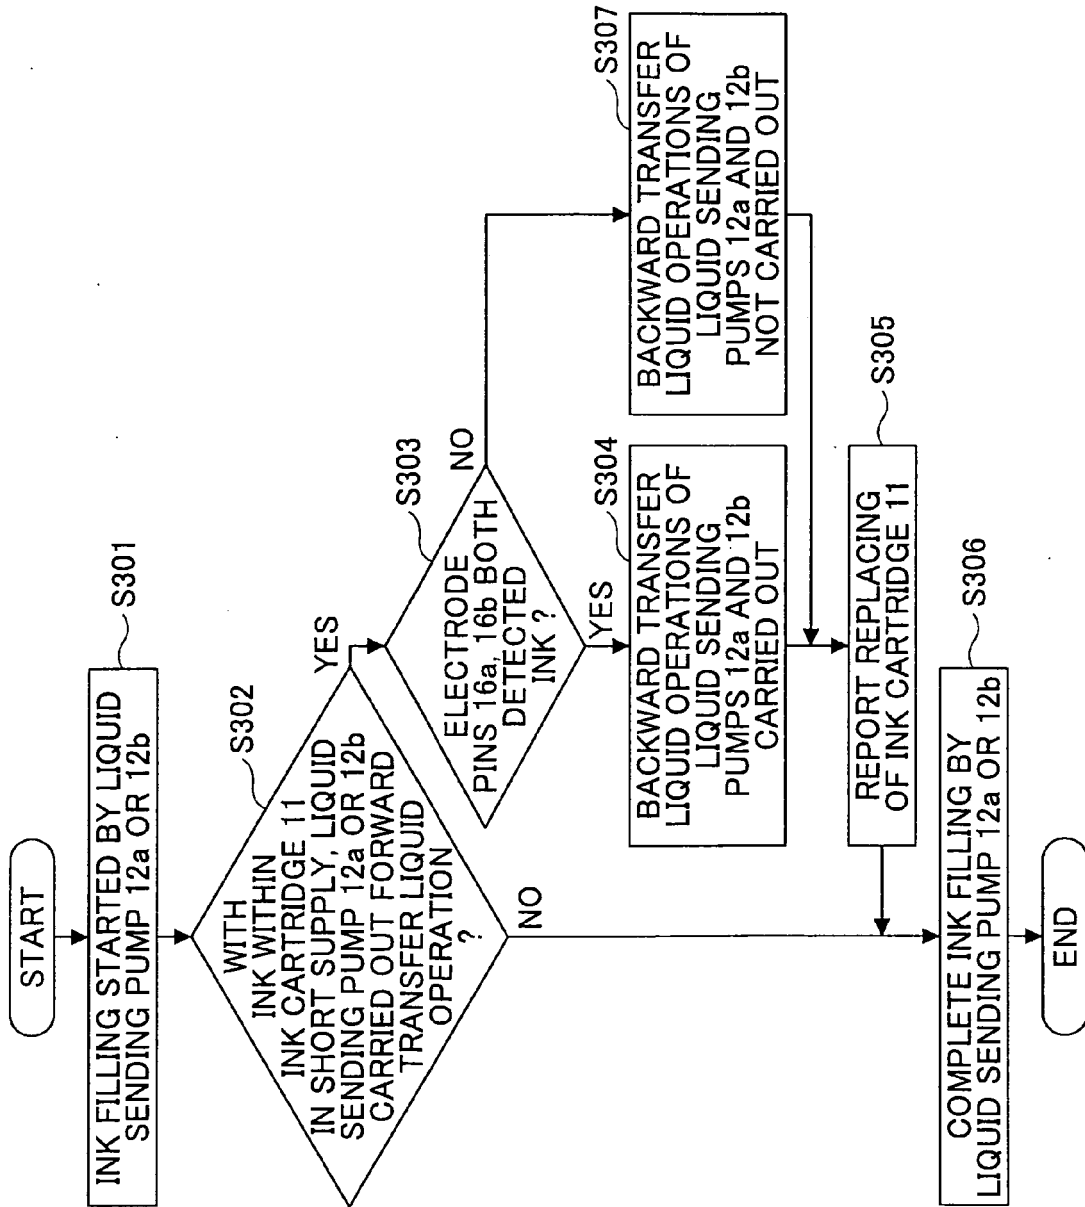 START
INK FILLING STARTED BY LIQUID
SENDING PUMP 12a OR 12b
S301
WITH
INK WITHIN
INK CARTRIDGE 11
IN SHORT SUPPLY, LIQUID
SENDING PUMP 12a OR 12b
CARRIED OUT FORWARD
TRANSFER LIQUID
OPERATION
?
S302
YES
NO
ELECTRODE
PINS 16a, 16b BOTH
DETECTED
INK ?
S303
NO
YES
BACKWARD TRANSFER
LIQUID OPERATIONS OF
LIQUID SENDING
PUMPS 12a AND 12b
CARRIED OUT
S304
BACKWARD TRANSFER
LIQUID OPERATIONS OF
LIQUID SENDING
PUMPS 12a AND 12b
NOT CARRIED OUT
S307
REPORT REPLACING
OF INK CARTRIDGE 11
S305
COMPLETE INK FILLING BY
LIQUID SENDING PUMP 12a OR 12b
S306
END